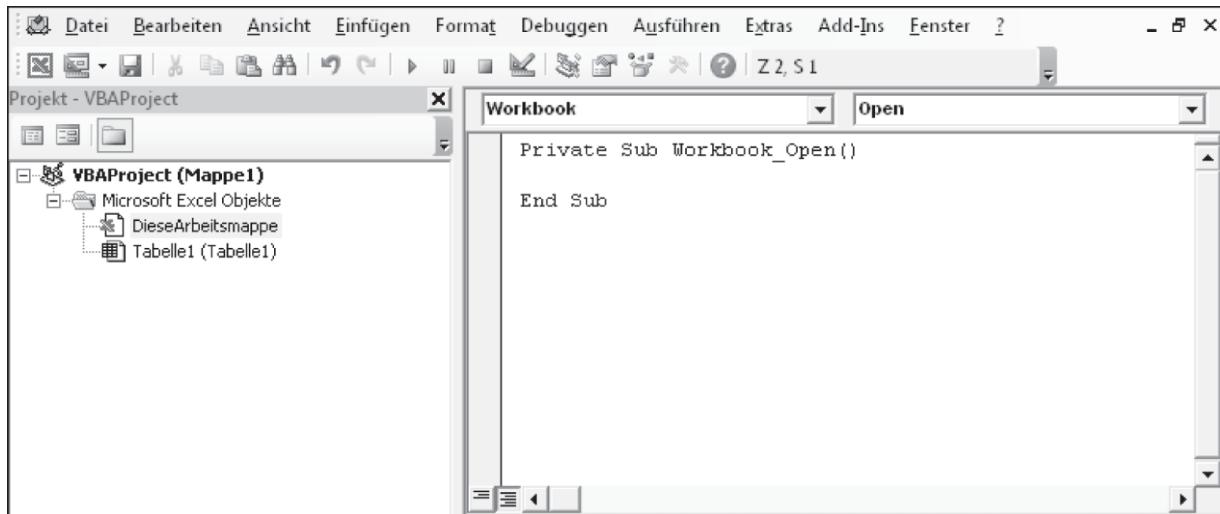 Datei Bearbeiten Ansicht Einfügen Format Debuggen Ausführen Extras Add-Ins Fenster ?
Z 2, S 1
Projekt - VBAProject
VBAProject (Mappe1)
Microsoft Excel Objekte
DieseArbeitsmappe
Tabelle1 (Tabelle1)
Workbook
Open
Private Sub Workbook_Open()
End Sub